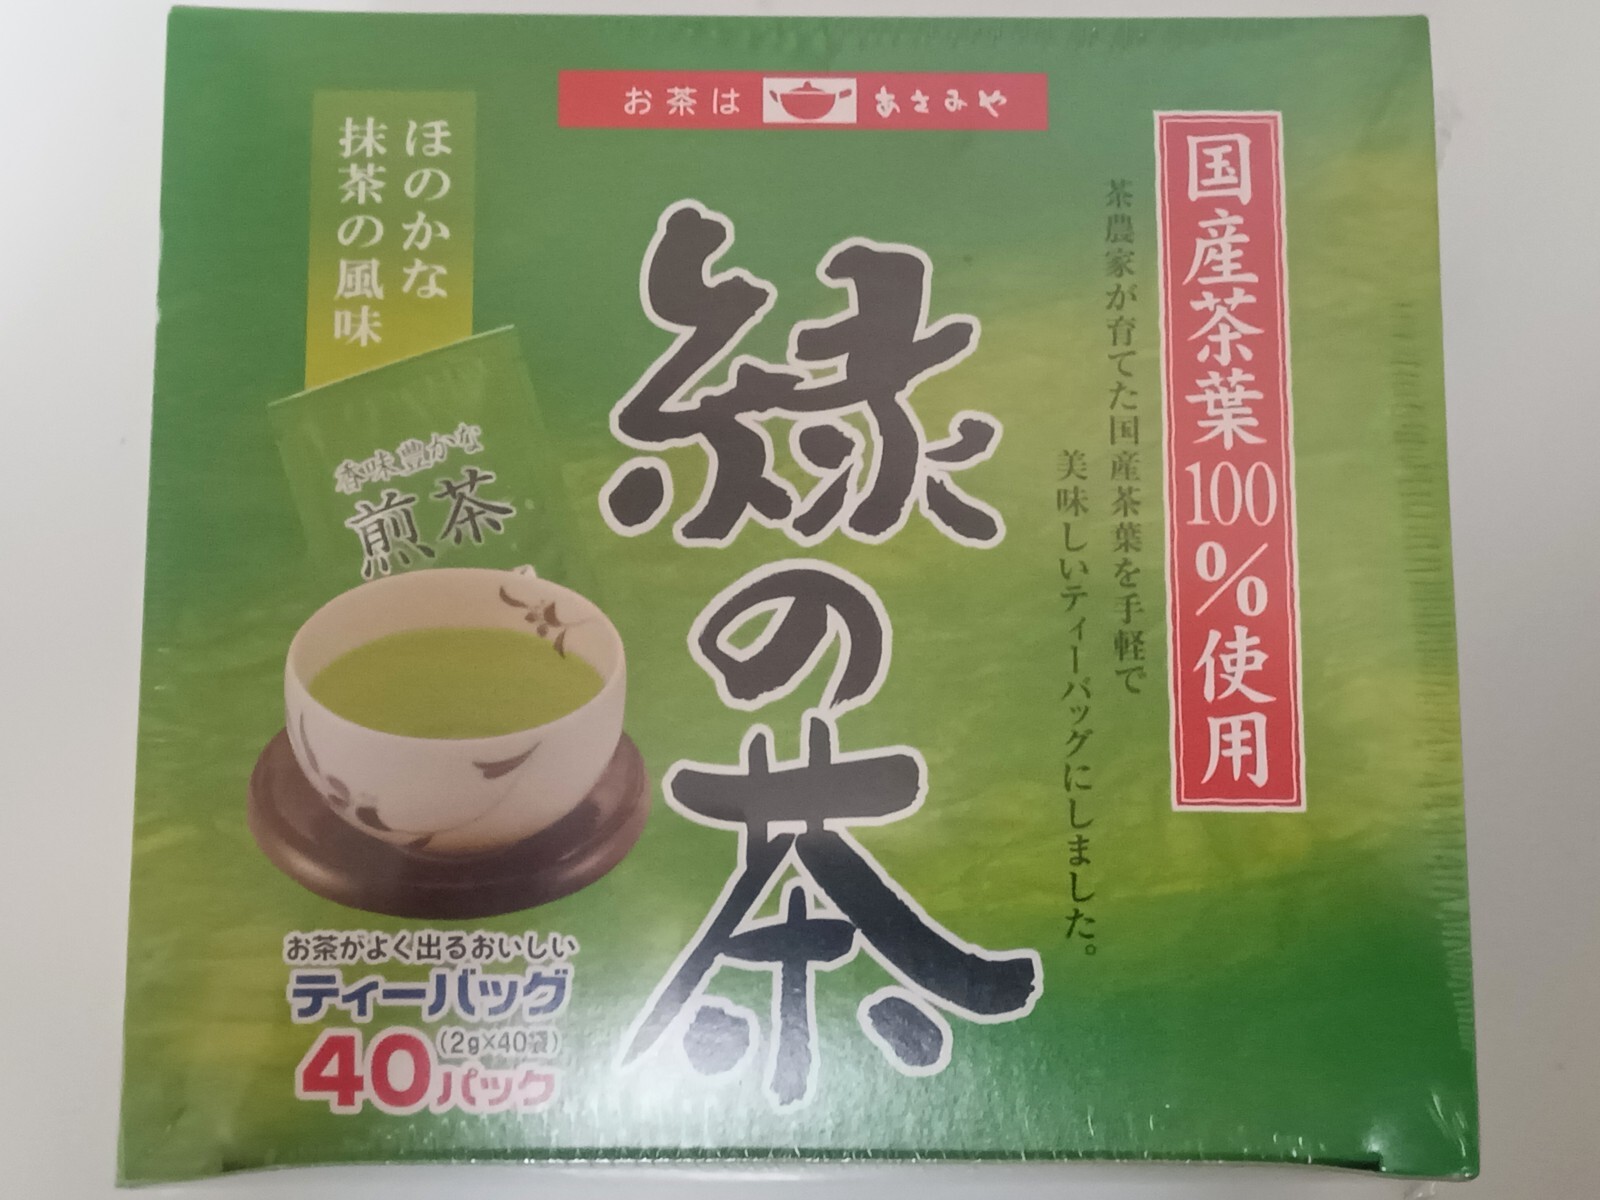 お茶は あさみや
国産茶葉100%使用
茶農家が育てた国産茶葉を手軽で
美味しいティーバッグにしました。
緑の茶
ほのかな
抹茶の風味
香味豊かな
煎茶
お茶がよく出るおいしい
ティーバッグ
40パック
(2g×40袋)